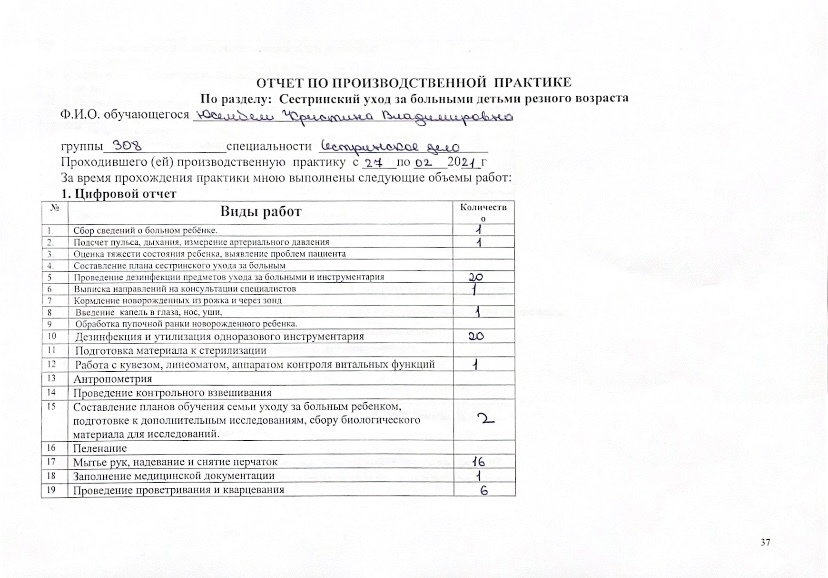 ОТЧЕТ ПО ПРОИЗВОДСТВЕННОЙ ПРАКТИКЕ
По разделу: Сестринский уход за больными детьми резного возраста
Ф.И.О. обучающегося Кристина Владимировна
группы 308 специальности Сестринское дело
Проходившего (ей) производственную практику с 27 по 02 2021 г
За время прохождения практики мною выполнены следующие объемы работ:
1. Цифровой отчет
№ Виды работ Количество
1. Сбор сведений о больном ребёнке. 1
2. Подсчет пульса, дыхания, измерение артериального давления 1
3. Оценка тяжести состояния ребенка, выявление проблем пациента
4. Составление плана сестринского ухода за больным
5 Проведение дезинфекции предметов ухода за больными и инструментария 20
6 Выписка направлений на консультации специалистов 1
7 Кормление новорожденных из рожка и через зонд
8 Введение капель в глаза, нос, уши, 1
9 Обработка пупочной ранки новорожденного ребенка.
10 Дезинфекция и утилизация одноразового инструментария 20
11 Подготовка материала к стерилизации
12 Работа с кувезом, линеоматом, аппаратом контроля витальных функций 1
13 Антропометрия
14 Проведение контрольного взвешивания
15 Составление планов обучения семьи уходу за больным ребенком,
подготовке к дополнительным исследованиям, сбору биологического 2
материала для исследований.
16 Пеленание
17 Мытье рук, надевание и снятие перчаток 16
18 Заполнение медицинской документации 1
19 Проведение проветривания и кварцевания 6
37